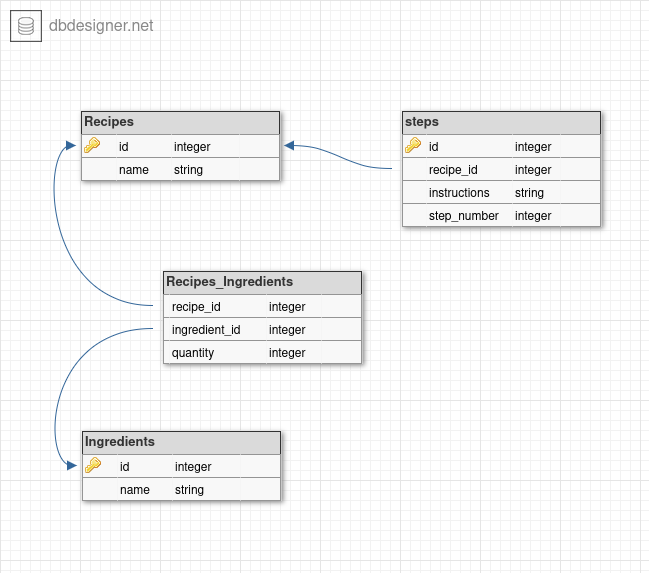 dbdesigner.net
Recipes
id integer
name string
steps
id integer
recipe_id integer
instructions string
step_number integer
Recipes_Ingredients
recipe_id integer
ingredient_id integer
quantity integer
Ingredients
id integer
name string